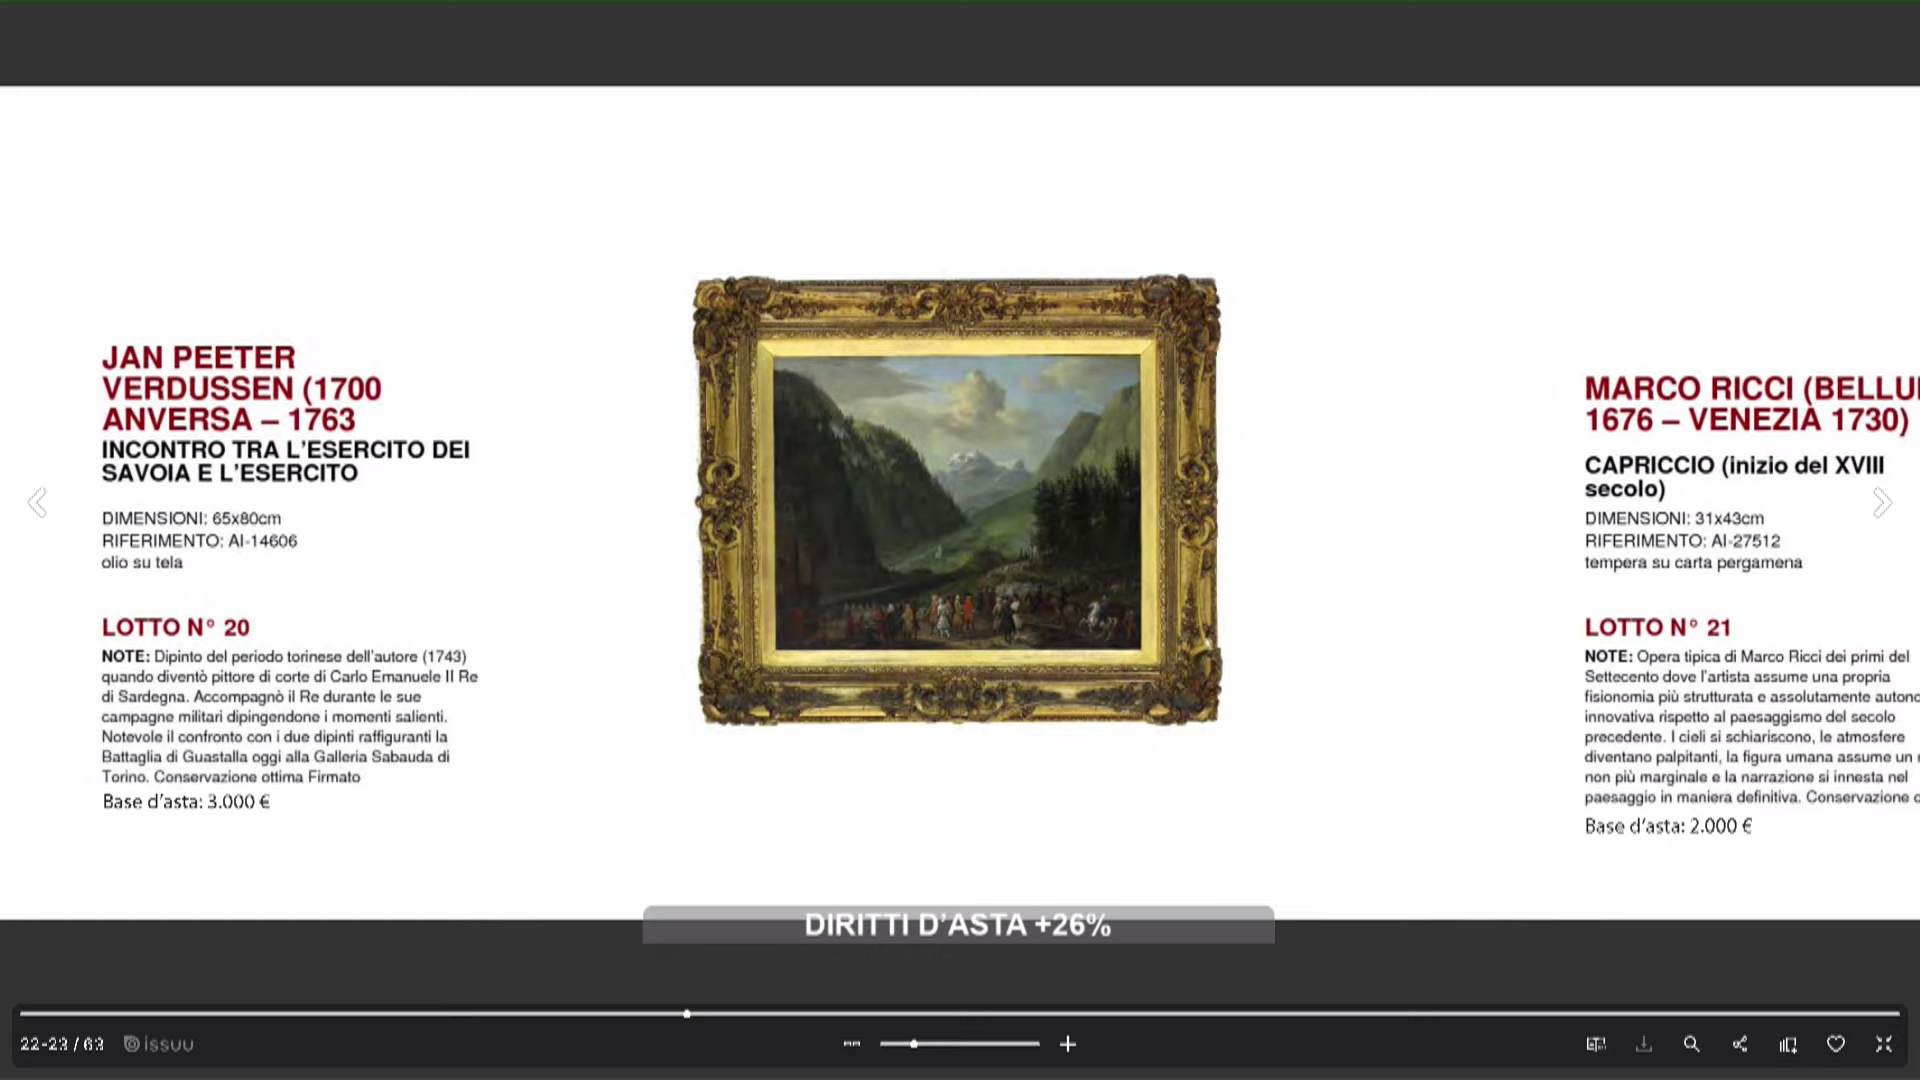 JAN PEETER
VERDUSSEN (1700
ANVERSA – 1763
INCONTRO TRA L'ESERCITO DEI
SAVOIA E L'ESERCITO
DIMENSIONI: 65x80cm
RIFERIMENTO: AI-14606
olio su tela
LOTTO N° 20
NOTE: Dipinto del periodo torinese dell'autore (1743)
quando diventò pittore di corte di Carlo Emanuele II Re
di Sardegna. Accompagnò il Re durante le sue
campagne militari dipingendone i momenti salienti.
Notevole il confronto con i due dipinti raffiguranti la
Battaglia di Guastalla oggi alla Galleria Sabauda di
Torino. Conservazione ottima Firmato
Base d'asta: 3.000 €
MARCO RICCI
1676 – VENEZIA 1730)
CAPRICCIO (inizio del XVIII
secolo)
DIMENSIONI: 31x43cm
RIFERIMENTO: AI-27512
tempera su carta pergamena
LOTTO N° 21
NOTE: Opera tipica di Marco Ricci dei primi del
Settecento dove l'artista assume una propria
fisionomia più strutturata e assolutamente
innovativa rispetto al paesaggismo del secolo
precedente. I cieli si schiariscono, le atmosfere
diventano palpitanti, la figura umana assume un
non più marginale e la narrazione si innesta nel
paesaggio in maniera definitiva. Conservazione
Base d'asta: 2.000 €
DIRITTI D'ASTA +26%
22-23 / 63 issuu